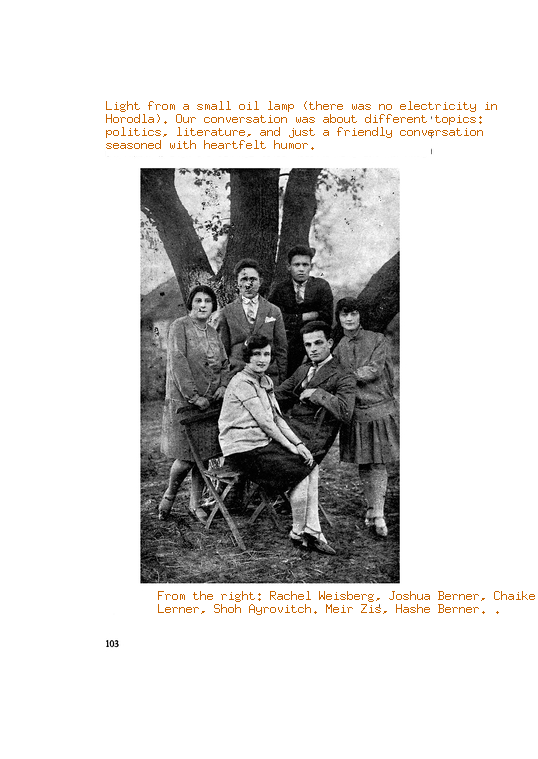 Light from a small oil lamp (there was no electricity in
Horodla). Our conversation was about different topics:
politics, literature, and just a friendly conversation
seasoned with heartfelt humor.
From the right: Rachel Weisberg, Joshua Berner, Chaike
Lerner, Shoh Ayrovitch. Meir Zis, Hashe Berner. .
103